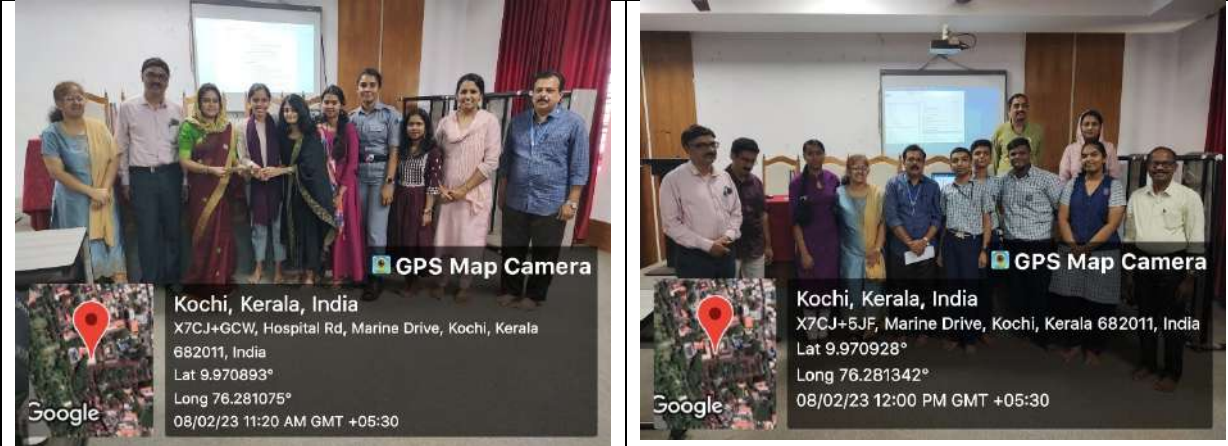 GPS Map Camera
Kochi, Kerala, India
X7CJ+GCW, Hospital Rd, Marine Drive, Kochi, Kerala
682011, India
Lat 9.970893°
Long 76.281075°
08/02/23 11:20 AM GMT +05:30
Google
GPS Map Camera
Kochi, Kerala, India
X7CJ+5JF, Marine Drive, Kochi, Kerala 682011, India
Lat 9.970928°
Long 76.281342°
08/02/23 12:00 PM GMT +05:30
Google